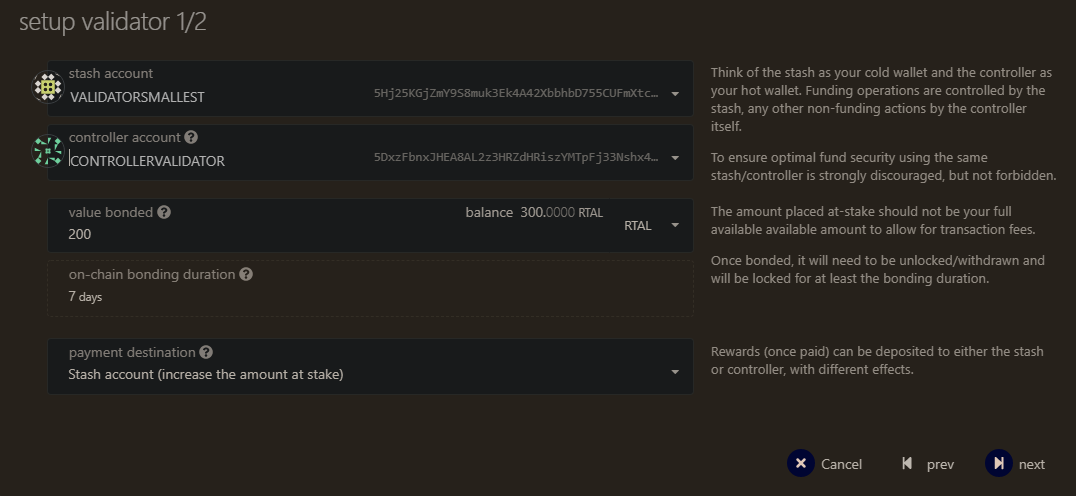 setup validator 1/2
stash account
VALIDATORSMALLEST
5Hj25KGjZmY9S8muk3Ek4A42XbbhbD755CUFmXtc…
controller account
CONTROLLERVALIDATOR
5DxzFbnxJHEA8AL2z3HRZdHRiszYMTpFj33Nshx4…
Think of the stash as your cold wallet and the controller as
your hot wallet. Funding operations are controlled by the
stash, any other non-funding actions by the controller
itself.
To ensure optimal fund security using the same
stash/controller is strongly discouraged, but not forbidden.
value bonded
balance 300.0000 RTAL
200
RTAL
The amount placed at-stake should not be your full
available available amount to allow for transaction fees.
on-chain bonding duration
7 days
Once bonded, it will need to be unlocked/withdrawn and
will be locked for at least the bonding duration.
payment destination
Stash account (increase the amount at stake)
Rewards (once paid) can be deposited to either the stash
or controller, with different effects.
Cancel
prev
next